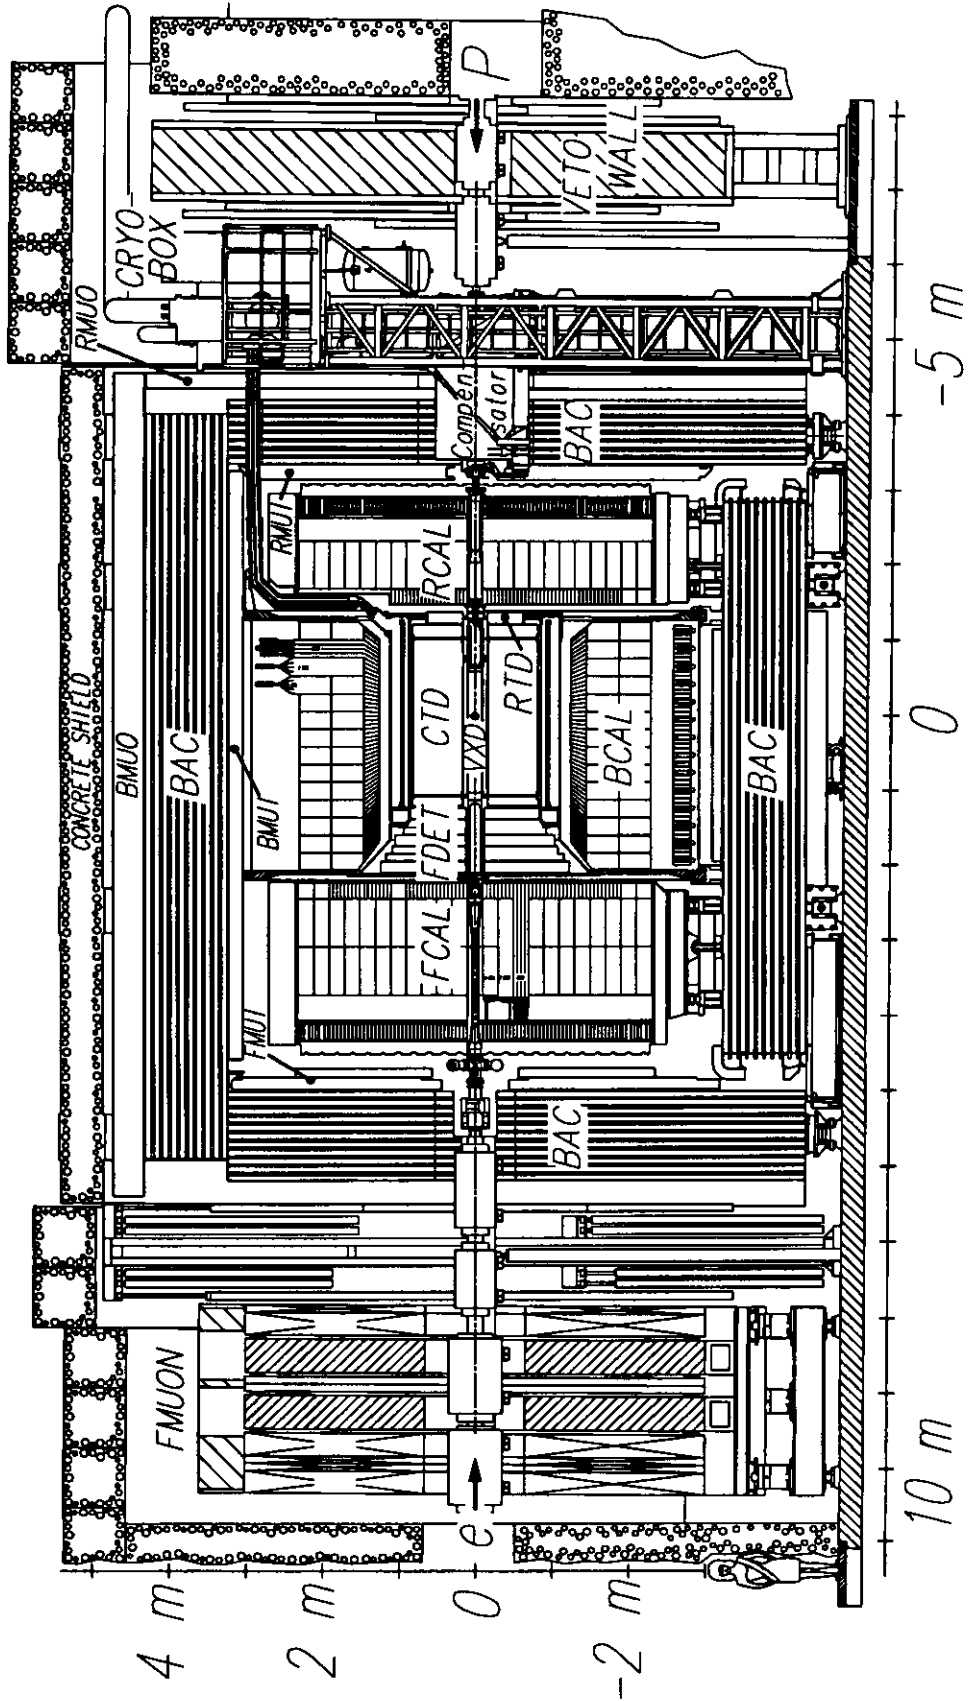 CONCRETE SHIELD
RMUO
BMUO
CRYO
BOX
4 m
FMUON
BAC
FMUI
BMUI
RMUI
2 m
FCAL
FDET
CTD
RCAL
Compen
sator
0
e
VXD
P
RTD
BAC
BCAL
BAC
VETO
WALL
-2 m
BAC
10 m
0
-5 m